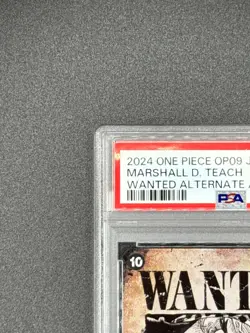 2024 ONE PIECE OP09 J
MARSHALL D. TEACH
WANTED ALTERNATE A
PSA
10
WANT